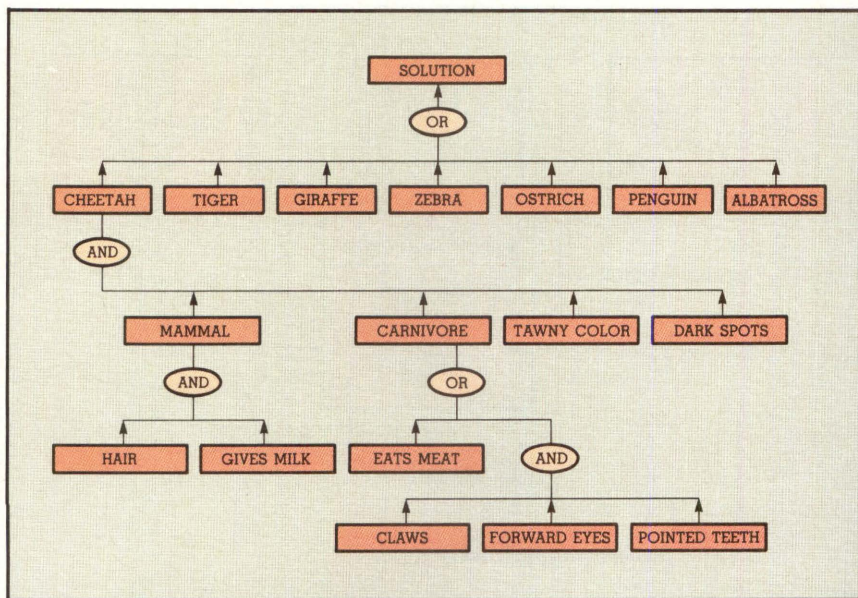 SOLUTION
OR
CHEETAH TIGER GIRAFFE ZEBRA OSTRICH PENGUIN ALBATROSS
AND
MAMMAL CARNIVORE TAWNY COLOR DARK SPOTS
AND OR
HAIR GIVES MILK EATS MEAT AND
CLAWS FORWARD EYES POINTED TEETH